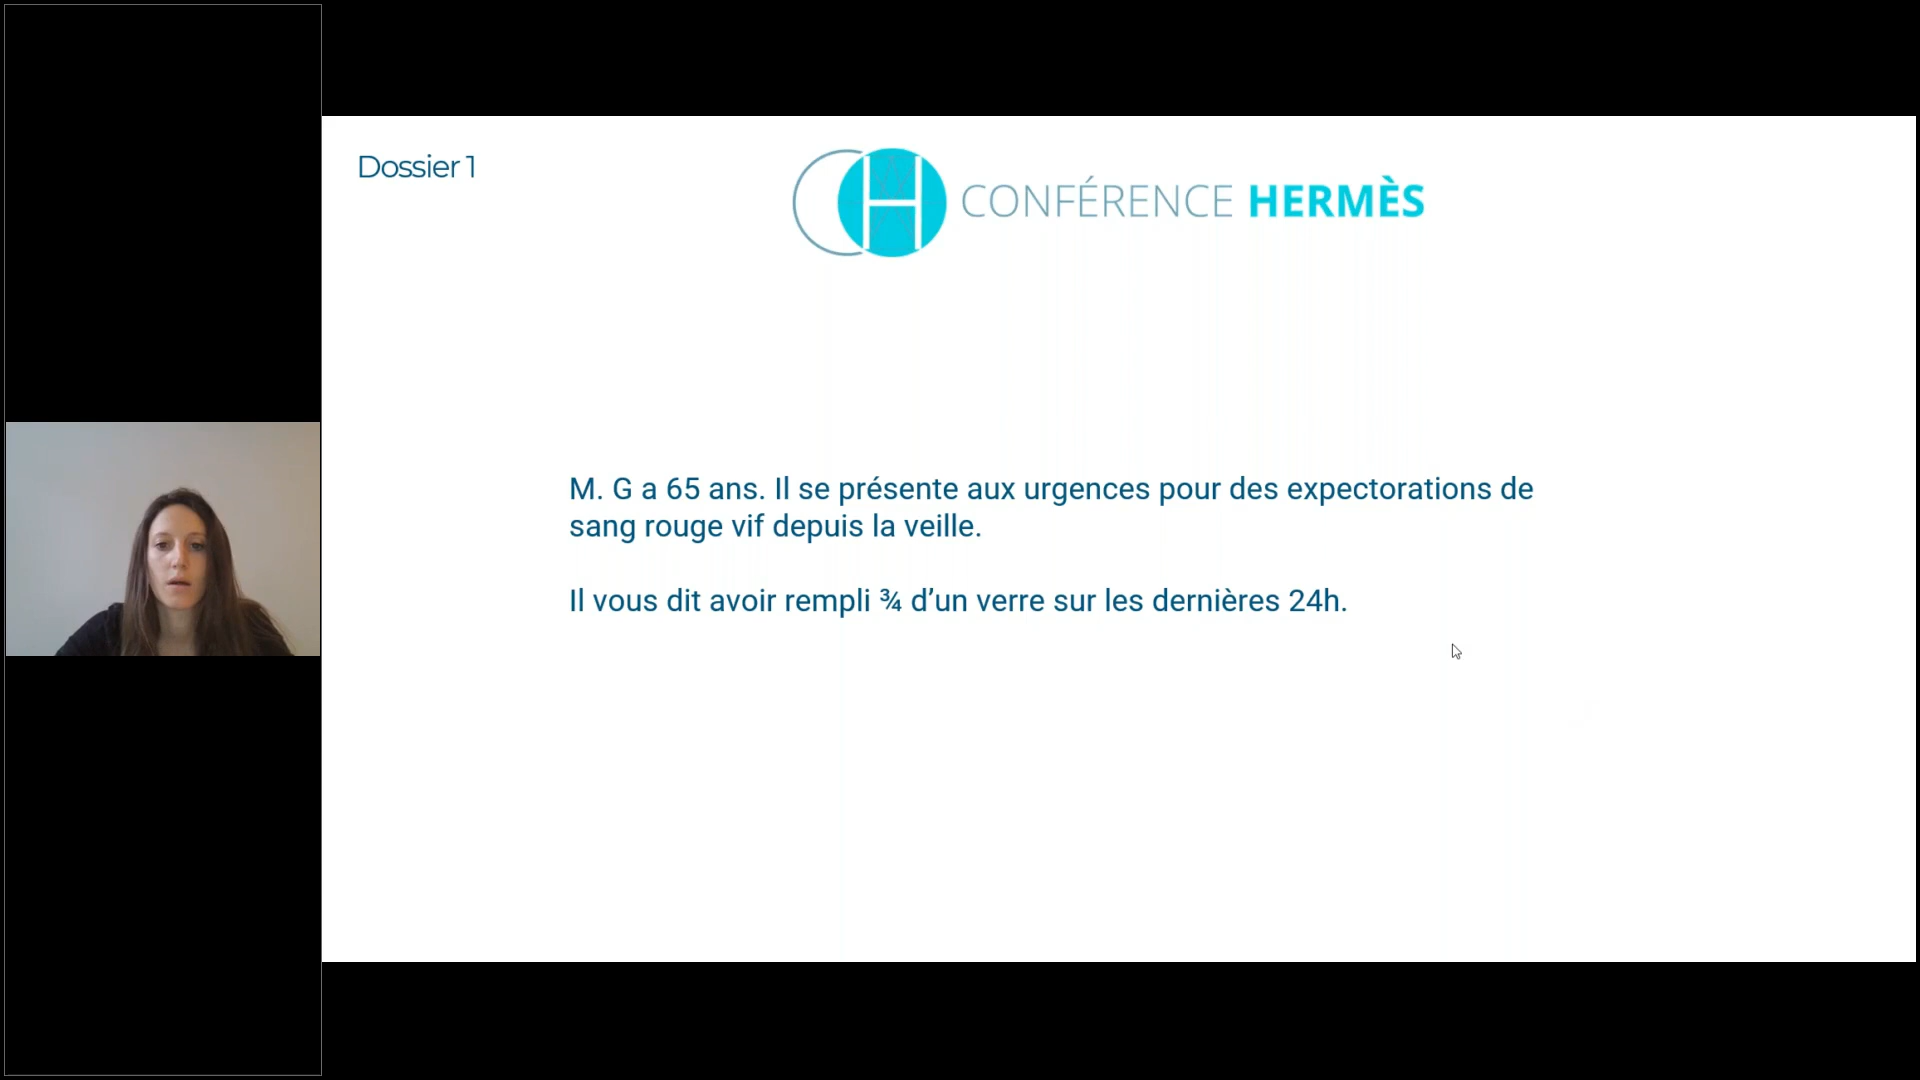 Dossier 1
CH CONFÉRENCE HERMÈS
M. G a 65 ans. Il se présente aux urgences pour des expectorations de
sang rouge vif depuis la veille.
Il vous dit avoir rempli ¾ d’un verre sur les dernières 24h.